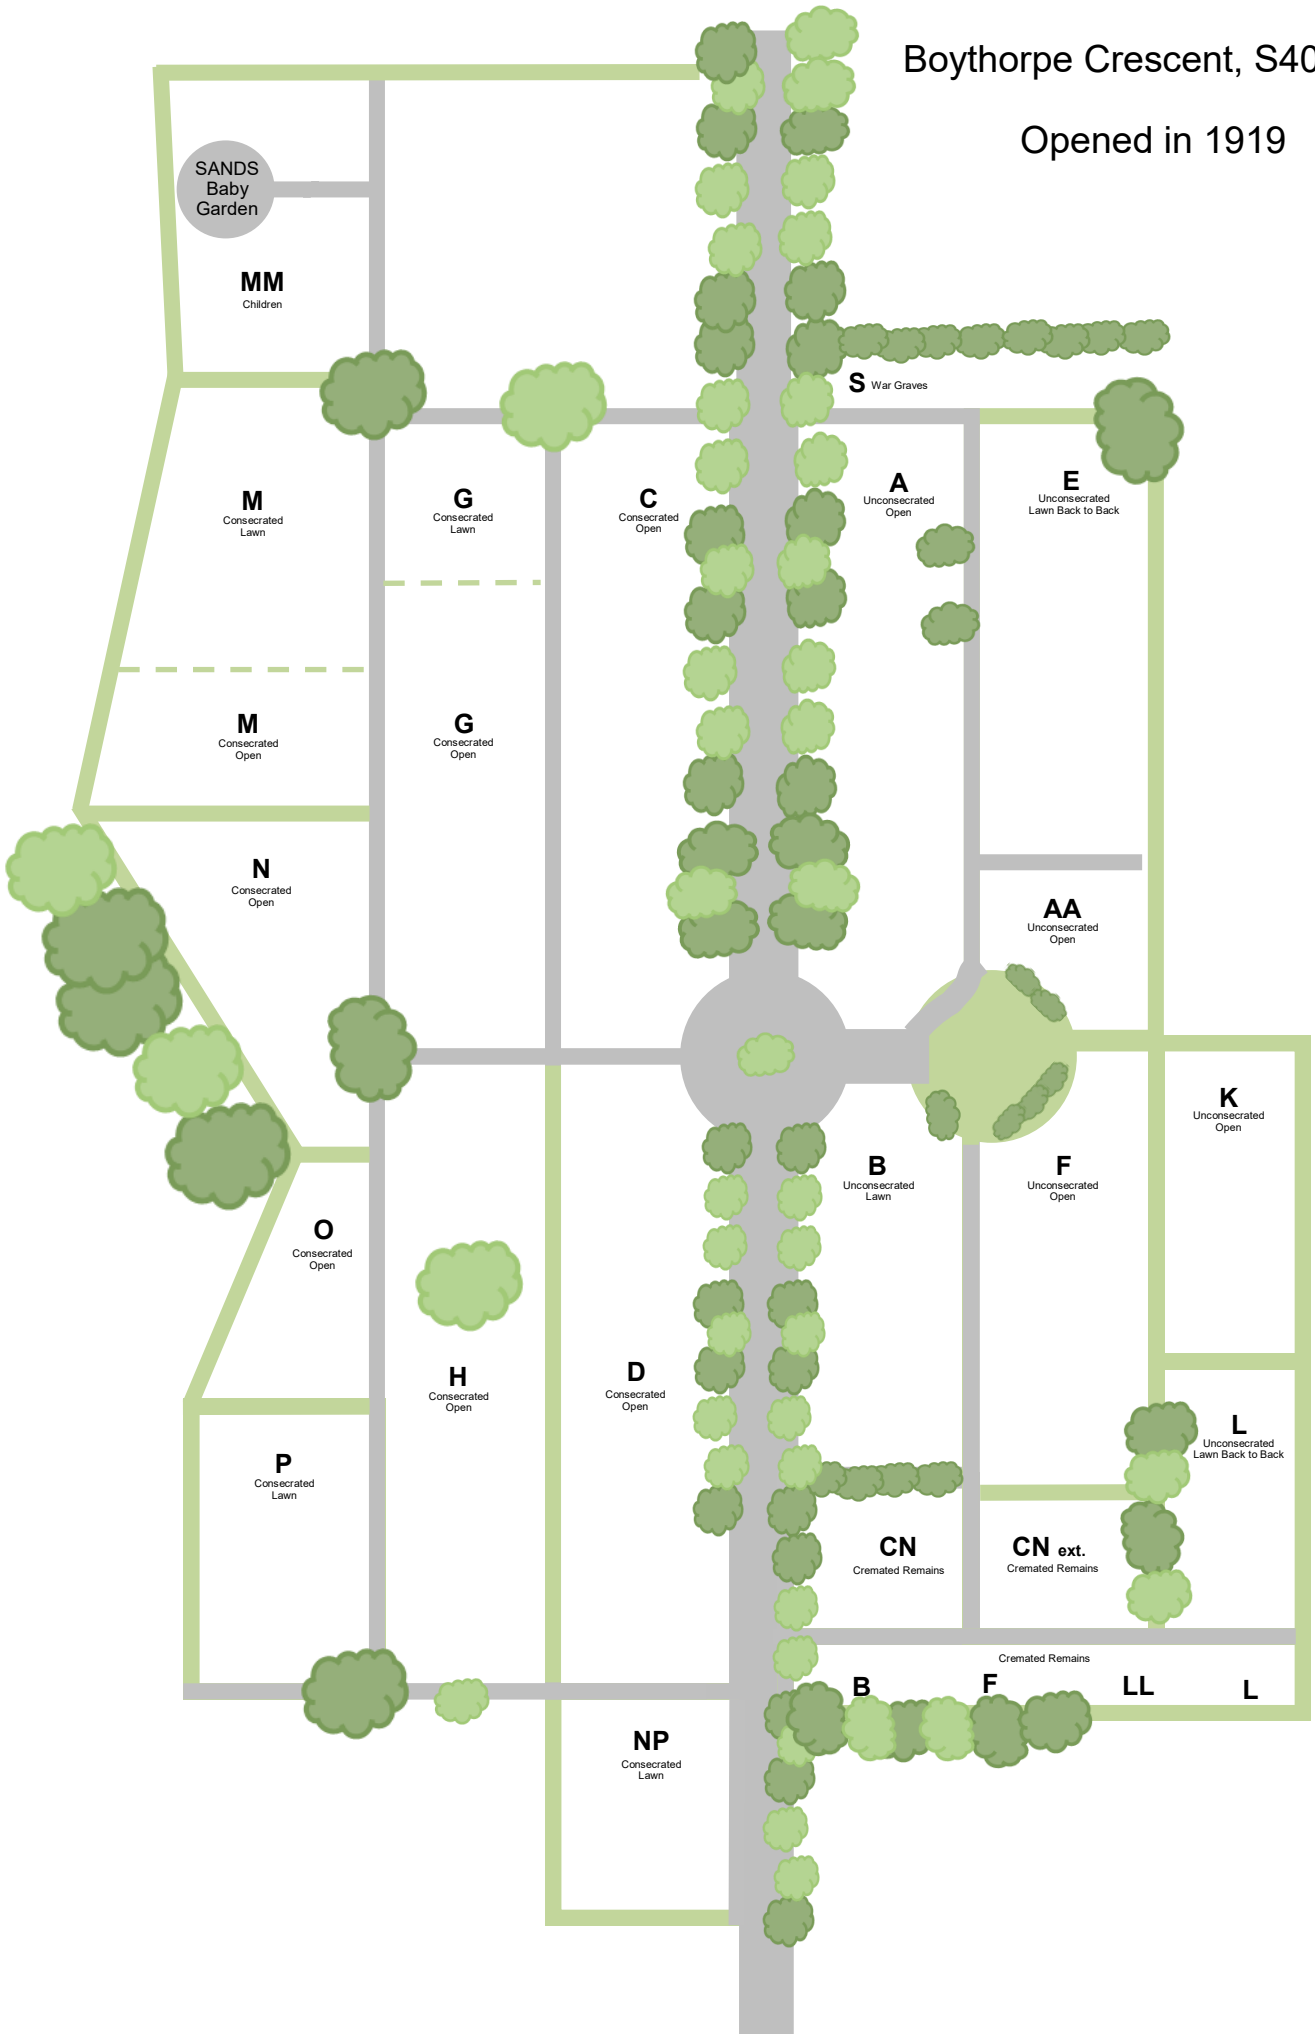 Boythorpe Crescent, S40
Opened in 1919
SANDS
Baby
Garden
MM
Children
S War Graves
M
Consecrated
Lawn
G
Consecrated
Lawn
C
Consecrated
Open
A
Unconsecrated
Open
E
Unconsecrated
Lawn Back to Back
M
Consecrated
Open
G
Consecrated
Open
N
Consecrated
Open
AA
Unconsecrated
Open
K
Unconsecrated
Open
B
Unconsecrated
Lawn
F
Unconsecrated
Open
O
Consecrated
Open
H
Consecrated
Open
D
Consecrated
Open
L
Unconsecrated
Lawn Back to Back
P
Consecrated
Lawn
CN
Cremated Remains
CN ext.
Cremated Remains
Cremated Remains
B
F
LL
L
NP
Consecrated
Lawn